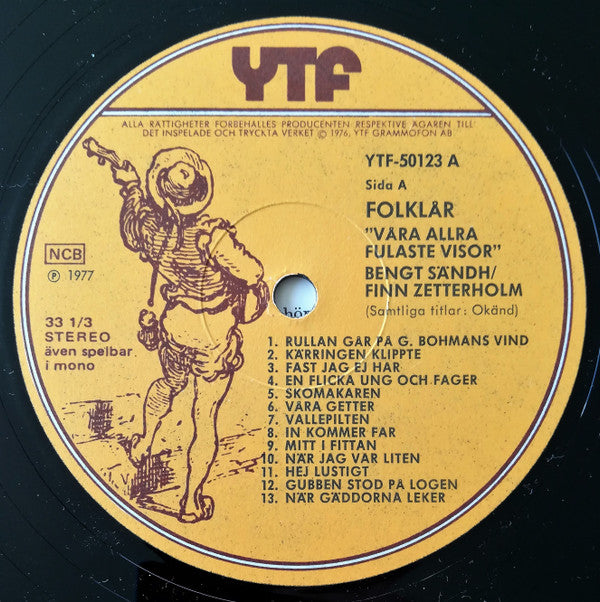 YTF
ALLA RÄTTIGHETER FÖRBEHÅLLES PRODUCENTEN RESPEKTIVE ÄGAREN TILL
DET INSPELADE OCH TRYCKTA VERKET © 1976, YTF GRAMMOFON AB
YTF-50123 A
Sida A
FOLKLÅR
"VÅRA ALLRA
FULASTE VISOR"
BENGT SÄNDH/
FINN ZETTERHOLM
(Samtliga titlar: Okänd)
NCB
℗ 1977
33 1/3
STEREO
även spelbar
i mono
1. RULLAN GÅR PÅ G. BOHMANS VIND
2. KÄRRINGEN KLIPPTE
3. FAST JAG EJ HAR
4. EN FLICKA UNG OCH FAGER
5. SKOMAKAREN
6. VÅRA GETTER
7. VALLEPILTEN
8. IN KOMMER FAR
9. MITT I FITTAN
10. NÄR JAG VAR LITEN
11. HEJ LUSTIGT
12. GUBBEN STOD PÅ LOGEN
13. NÄR GÄDDORNA LEKER